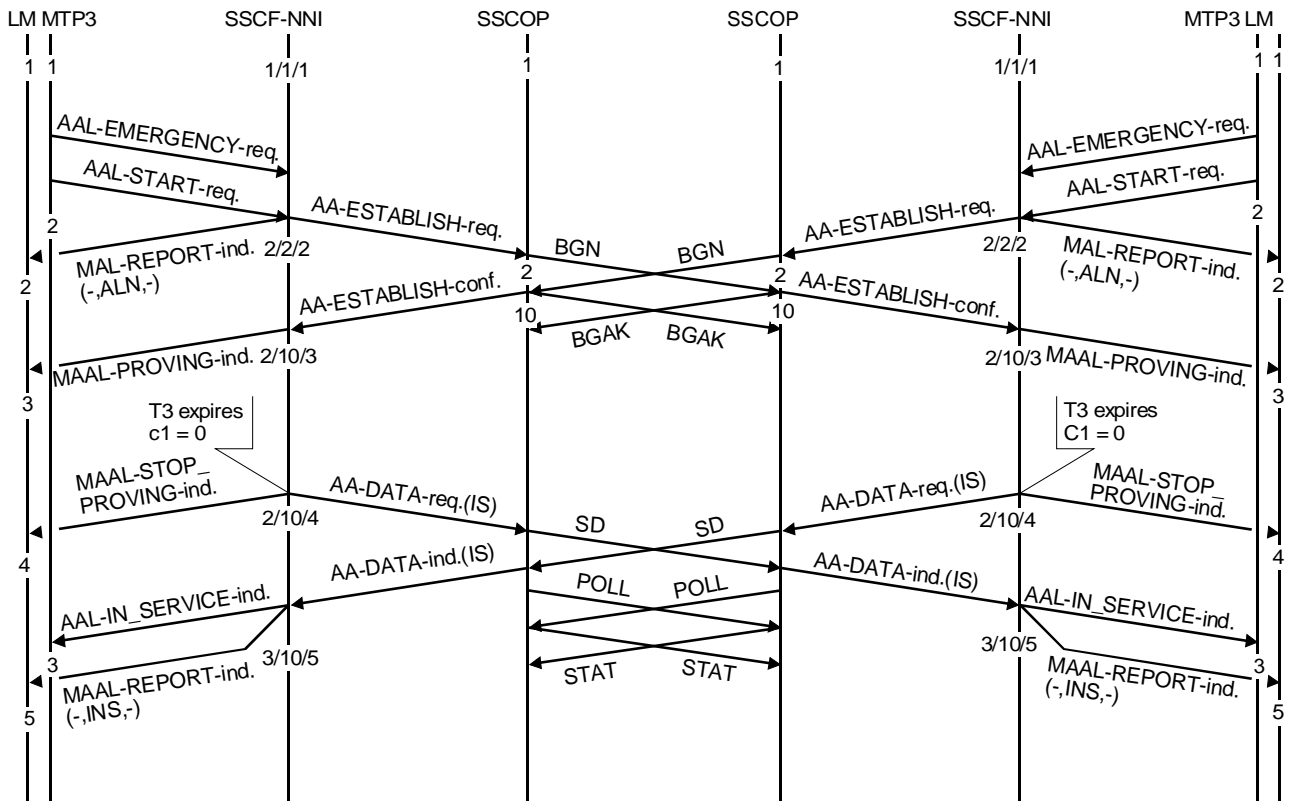 LM MTP3 SSCF-NNI SSCOP SSCOP SSCF-NNI MTP3 LM
1 1 1/1/1 1 1 1/1/1 1 1
AAL-EMERGENCY-req. AAL-EMERGENCY-req.
AAL-START-req. AAL-START-req.
2 AA-ESTABLISH-req. AA-ESTABLISH-req. 2
MAL-REPORT-ind. 2/2/2 BGN BGN 2/2/2 MAL-REPORT-ind.
(-,ALN,-) (-,ALN,-)
2 2 2 2
AA-ESTABLISH-conf. AA-ESTABLISH-conf.
10 BGAK BGAK 10
MAAL-PROVING-ind. 2/10/3 2/10/3 MAAL-PROVING-ind.
3 3
T3 expires T3 expires
c1 = 0 C1 = 0
MAAL-STOP_ MAAL-STOP_
PROVING-ind. AA-DATA-req.(IS) AA-DATA-req.(IS) PROVING-ind.
2/10/4 SD SD 2/10/4
4 4
AA-DATA-ind.(IS) AA-DATA-ind.(IS)
POLL POLL
AAL-IN_SERVICE-ind. AAL-IN_SERVICE-ind.
3 3/10/5 STAT STAT 3/10/5 3
MAAL-REPORT-ind. MAAL-REPORT-ind.
(-,INS,-) (-,INS,-)
5 5